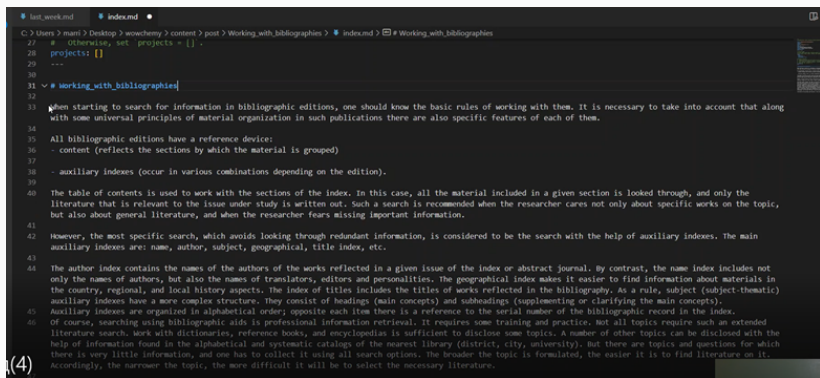 last_week.md index.md
C: > Users > marri > Desktop > wowchemy > content > post > Working_with_bibliographies > index.md > # Working_with_bibliographies
27 # Otherwise, set `projects = []`.
28 projects: []
29 ---
30
31 # Working_with_bibliographies
32
33 When starting to search for information in bibliographic editions, one should know the basic rules of working with them. It is necessary to take into account that along
with some universal principles of material organization in such publications there are also specific features of each of them.
34
35 All bibliographic editions have a reference device:
36 - content (reflects the sections by which the material is grouped)
37
38 - auxiliary indexes (occur in various combinations depending on the edition).
39
40 The table of contents is used to work with the sections of the index. In this case, all the material included in a given section is looked through, and only the
literature that is relevant to the issue under study is written out. Such a search is recommended when the researcher cares not only about specific works on the topic,
but also about general literature, and when the researcher fears missing important information.
41
42 However, the most specific search, which avoids looking through redundant information, is considered to be the search with the help of auxiliary indexes. The main
auxiliary indexes are: name, author, subject, geographical, title index, etc.
43
44 The author index contains the names of the authors of the works reflected in a given issue of the index or abstract journal. By contrast, the name index includes not
only the names of authors, but also the names of translators, editors and personalities. The geographical index makes it easier to find information about materials in
the country, regional, and local history aspects. The index of titles includes the titles of works reflected in the bibliography. As a rule, subject (subject-thematic)
auxiliary indexes have a more complex structure. They consist of headings (main concepts) and subheadings (supplementing or clarifying the main concepts).
45 Auxiliary indexes are organized in alphabetical order; opposite each item there is a reference to the serial number of the bibliographic record in the index.
46 Of course, searching using bibliographic aids is professional information retrieval. It requires some training and practice. Not all topics require such an extended
literature search. Work with dictionaries, reference books, and encyclopedias is sufficient to disclose some topics. A number of other topics can be disclosed with the
help of information found in the alphabetical and systematic catalogs of the nearest library (district, city, university). But there are topics and questions for which
there is very little information, and one has to collect it using all search options. The broader the topic is formulated, the easier it is to find literature on it.
Accordingly, the narrower the topic, the more difficult it will be to select the necessary literature.
(4)